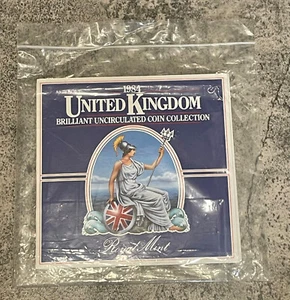 1984
UNITED KINGDOM
BRILLIANT UNCIRCULATED COIN COLLECTION
Royal Mint